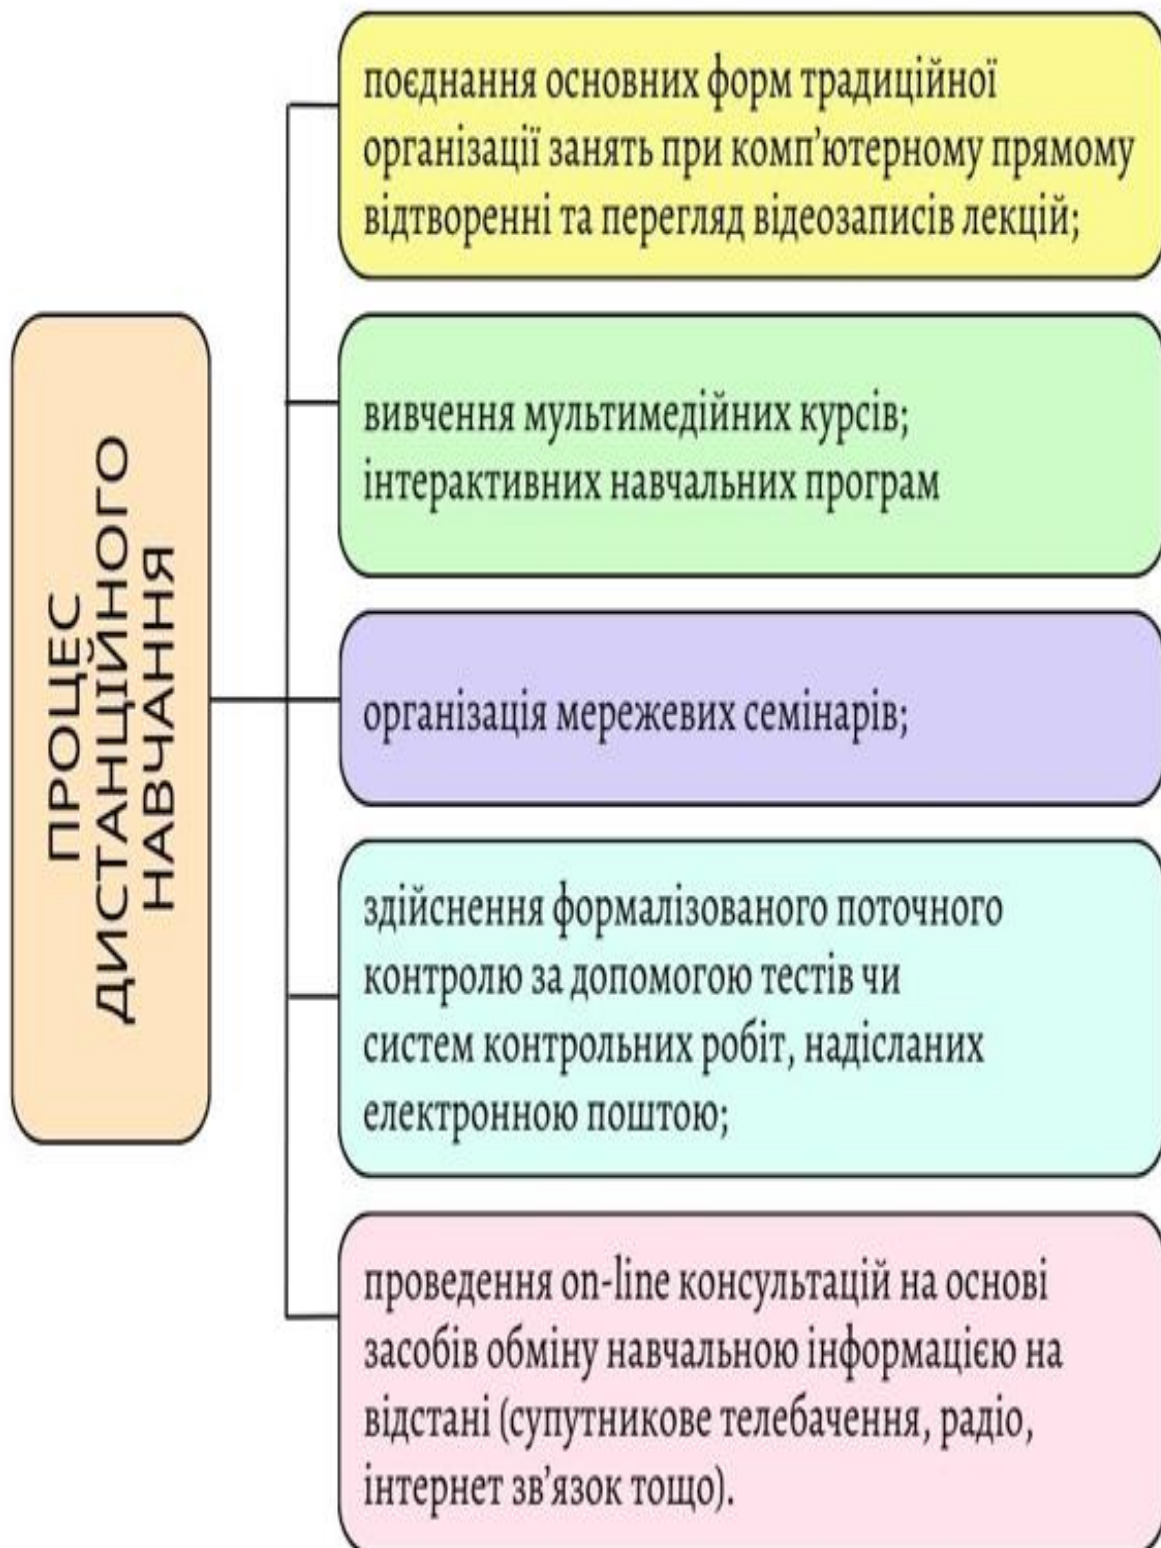 ПРОЦЕС
ДИСТАНЦІЙНОГО
НАВЧАННЯ
поєднання основних форм традиційної
організації занять при комп’ютерному прямому
відтворенні та перегляд відеозаписів лекцій;
вивчення мультимедійних курсів;
інтерактивних навчальних програм
організація мережевих семінарів;
здійснення формалізованого поточного
контролю за допомогою тестів чи
систем контрольних робіт, надісланих
електронною поштою;
проведення on-line консультацій на основі
засобів обміну навчальною інформацією на
відстані (супутникове телебачення, радіо,
інтернет зв’язок тощо).